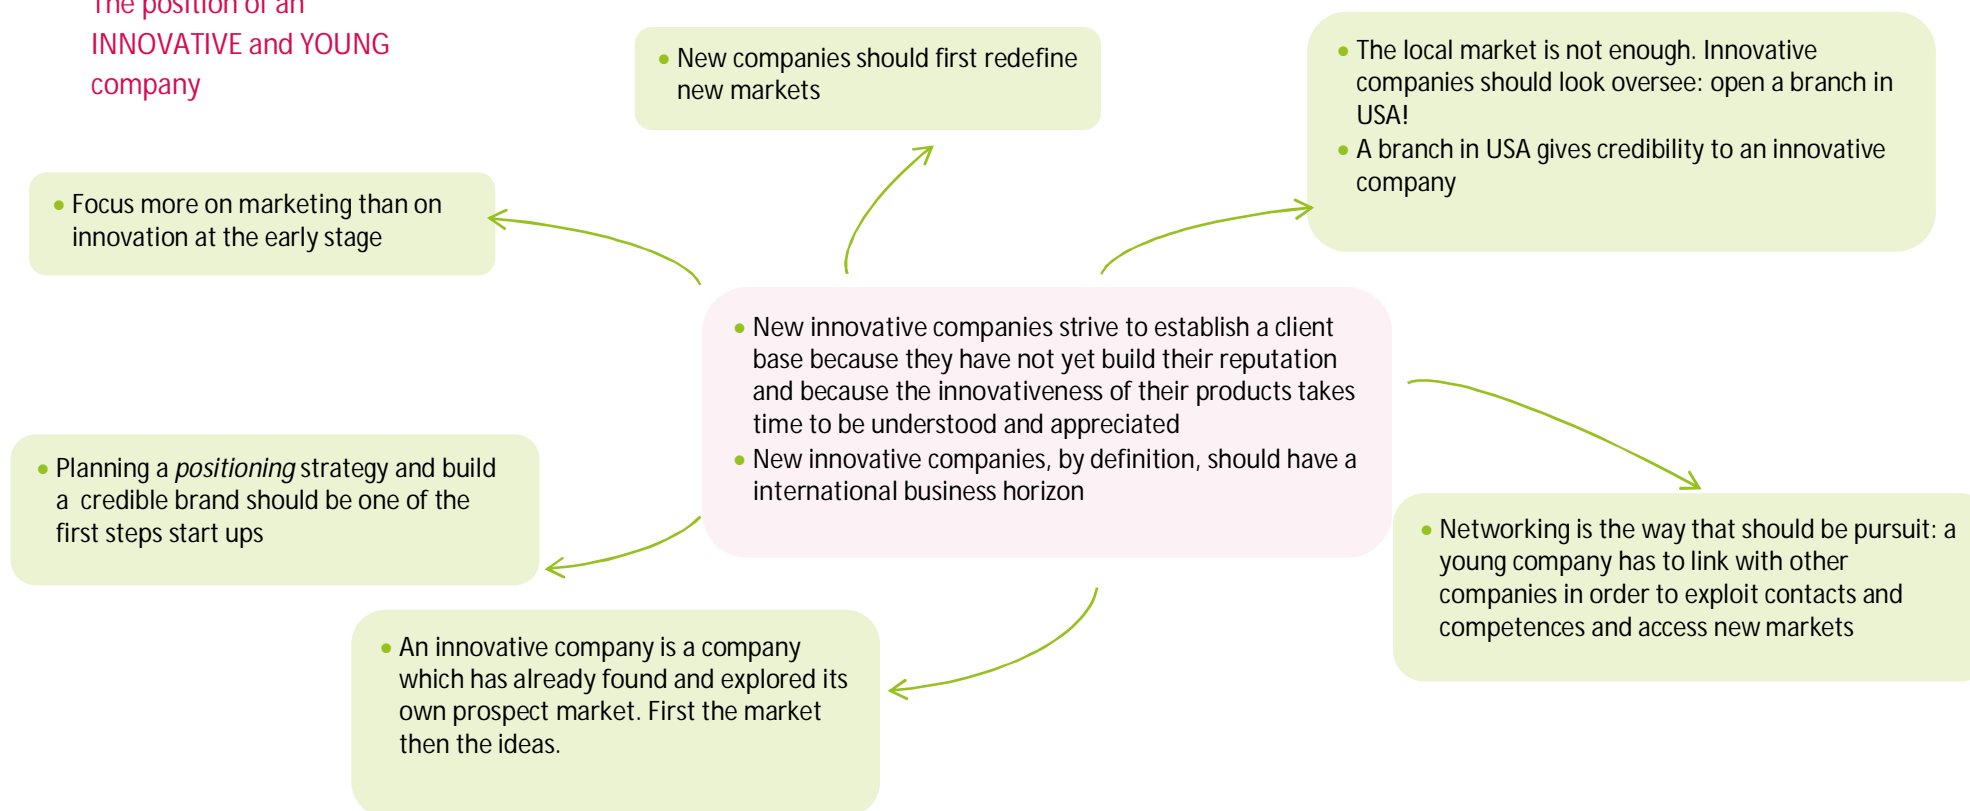 The position of an
INNOVATIVE and YOUNG
company
• New companies should first redefine
new markets
• The local market is not enough. Innovative
companies should look oversee: open a branch in
USA!
• A branch in USA gives credibility to an innovative
company
• Focus more on marketing than on
innovation at the early stage
• New innovative companies strive to establish a client
base because they have not yet build their reputation
and because the innovativeness of their products takes
time to be understood and appreciated
• New innovative companies, by definition, should have a
international business horizon
• Planning a positioning strategy and build
a credible brand should be one of the
first steps start ups
• Networking is the way that should be pursuit: a
young company has to link with other
companies in order to exploit contacts and
competences and access new markets
• An innovative company is a company
which has already found and explored its
own prospect market. First the market
then the ideas.